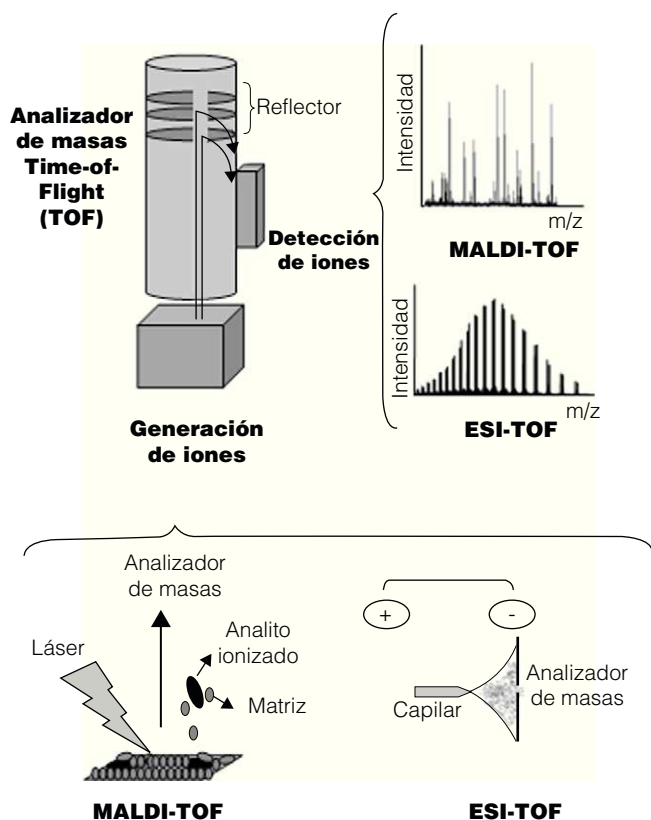 Analizador
de masas
Time-of-
Flight
(TOF)
Reflector
Detección
de iones
Generación
de iones
Intensidad
m/z
MALDI-TOF
Intensidad
m/z
ESI-TOF
Analizador
de masas
Láser
Analito
ionizado
Matriz
MALDI-TOF
+
-
Capilar
Analizador
de masas
ESI-TOF